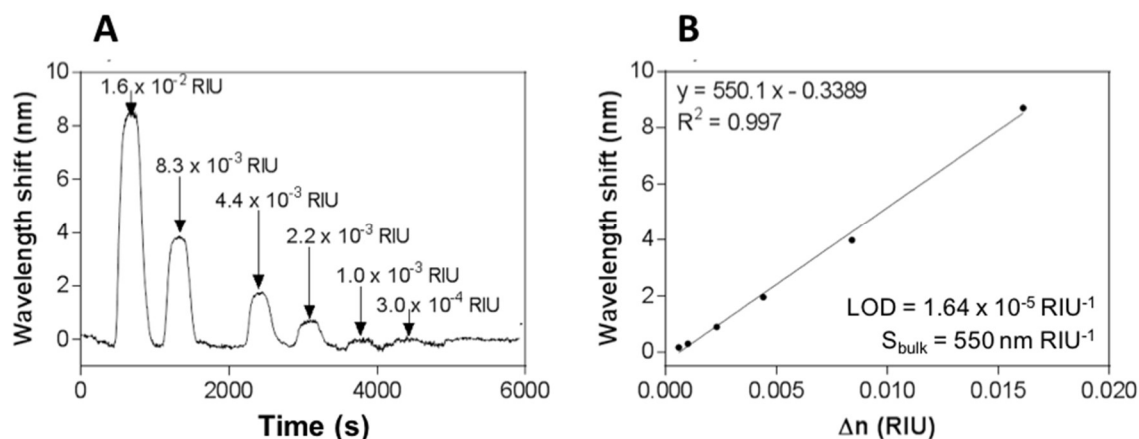 A
10
8
6
4
2
0
Wavelength shift (nm)
1.6 x 10⁻² RIU
8.3 x 10⁻³ RIU
4.4 x 10⁻³ RIU
2.2 x 10⁻³ RIU
1.0 x 10⁻³ RIU
3.0 x 10⁻⁴ RIU
0 2000 4000 6000
Time (s)
B
10
8
6
4
2
0
Wavelength shift (nm)
y = 550.1 x - 0.3389
R² = 0.997
LOD = 1.64 x 10⁻⁵ RIU⁻¹
S_bulk = 550 nm RIU⁻¹
0.000 0.005 0.010 0.015 0.020
Δn (RIU)